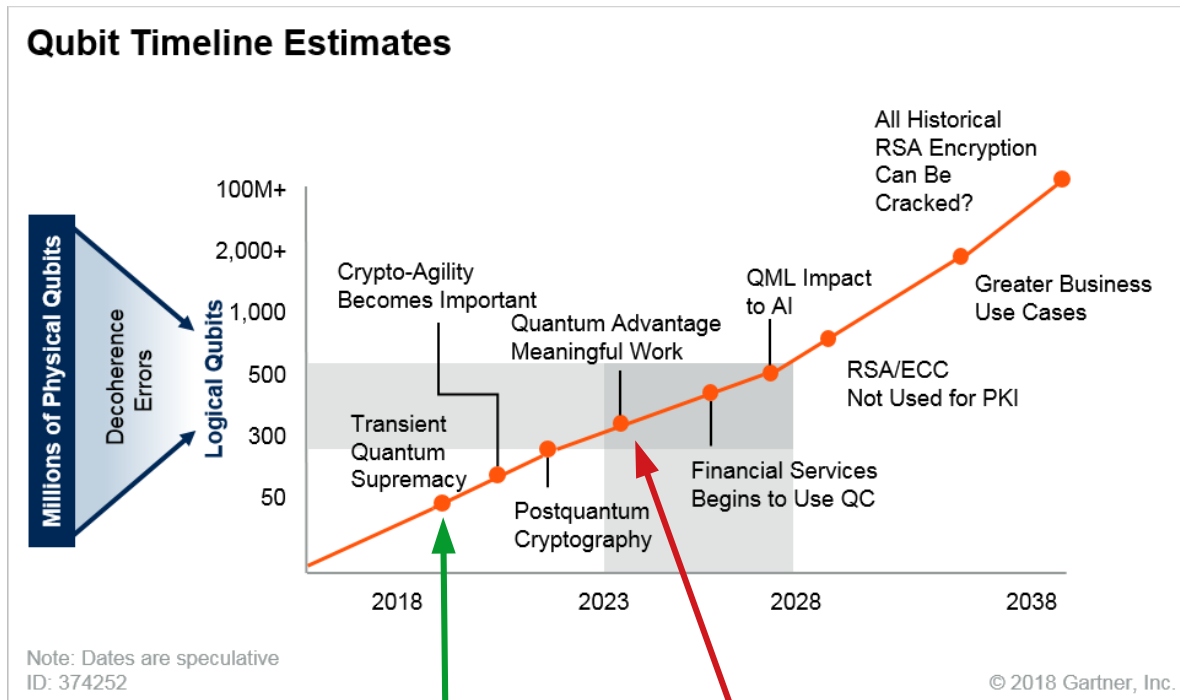 Qubit Timeline Estimates
Millions of Physical Qubits
Decoherence
Errors
Logical Qubits
100M+
2,000+
1,000
500
300
50
Transient
Quantum
Supremacy
Crypto-Agility
Becomes Important
Postquantum
Cryptography
Quantum Advantage
Meaningful Work
Financial Services
Begins to Use QC
QML Impact
to AI
RSA/ECC
Not Used for PKI
Greater Business
Use Cases
All Historical
RSA Encryption
Can Be
Cracked?
2018
2023
2028
2038
Note: Dates are speculative
ID: 374252
© 2018 Gartner, Inc.